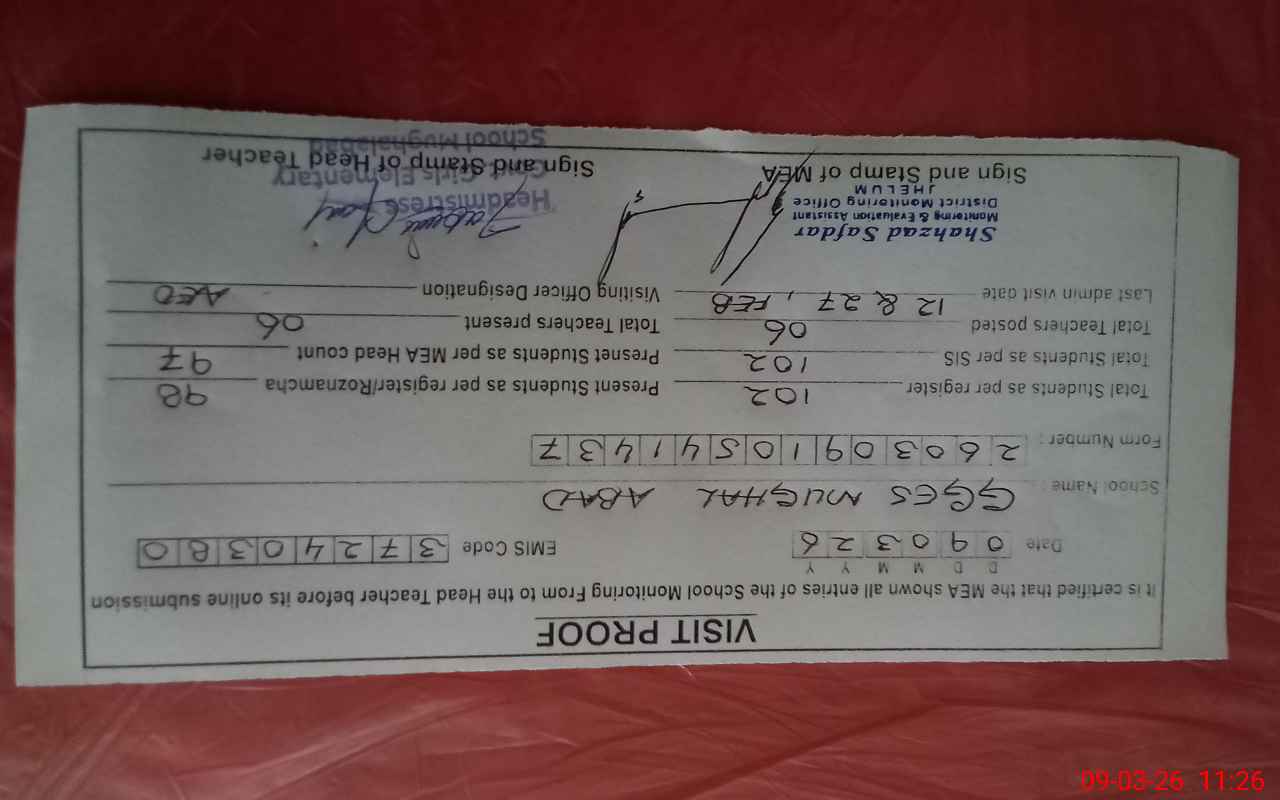 VISIT PROOF
It is certified that the MEA shown all entries of the School Monitoring From to the Head Teacher before its online submission
D D M M Y Y
Date 0 9 0 3 2 6 EMIS Code 3 7 2 4 0 3 8 0
School Name : GGES MUGHAL ABAD
Form Number : 2 6 0 3 0 9 1 0 5 4 1 4 3 7
Total Students as per register 102 Present Students as per register/Roznamcha 98
Total Students as per SIS 102 Presnet Students as per MEA Head count 97
Total Teachers posted 06 Total Teachers present 06
Last admin visit date 12 & 27, FEB Visiting Officer Designation AEO
Shahzad Safdar
Monitoring & Evaluation Assistant
District Monitoring Office
JHELUM
Headmistress
Girls Elementary
School Mughalabad
Sign and Stamp of MEA Sign and Stamp of Head Teacher
09-03-26 11:26